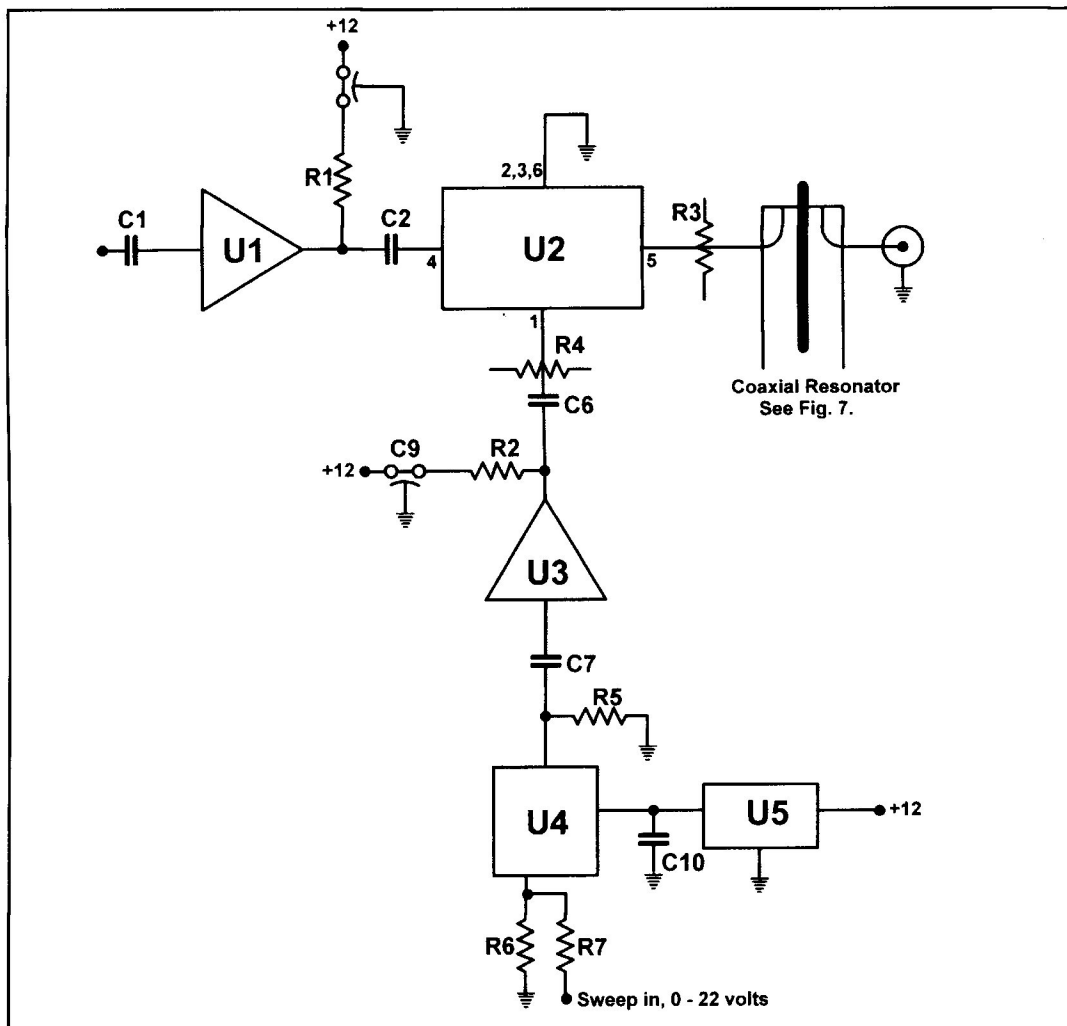 +12
R1
2,3,6
C1
U1
C2
4
U2
5
R3
1
R4
C6
Coaxial Resonator
See Fig. 7.
C9
R2
+12
U3
C7
R5
U4
U5
+12
C10
R6
R7
Sweep in, 0 - 22 volts